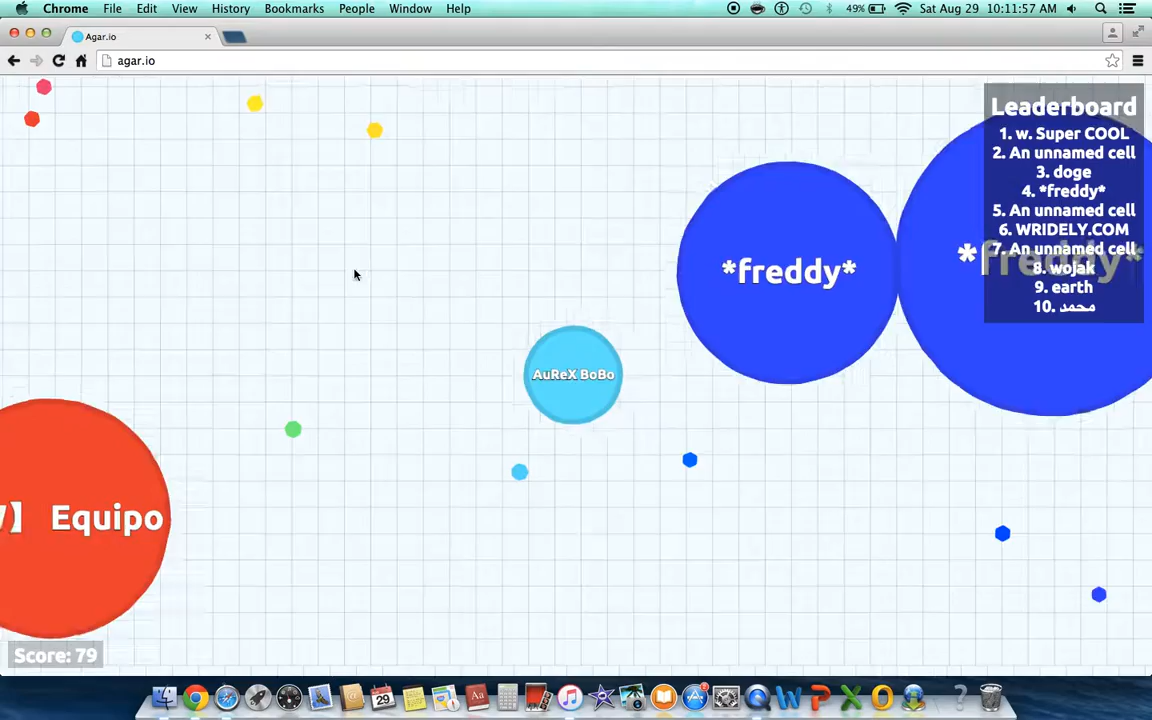 Chrome File Edit View History Bookmarks People Window Help 49% Sat Aug 29 10:11:57 AM
Agar.io
agar.io
Leaderboard
1. w. Super COOL
2. An unnamed cell
3. doge
4. *freddy*
5. An unnamed cell
6. WRIDELY.COM
7. An unnamed cell
8. wojak
9. earth
10. محمد
*freddy*
*freddy*
AuReX BoBo
】 Equipo
Score: 79
29